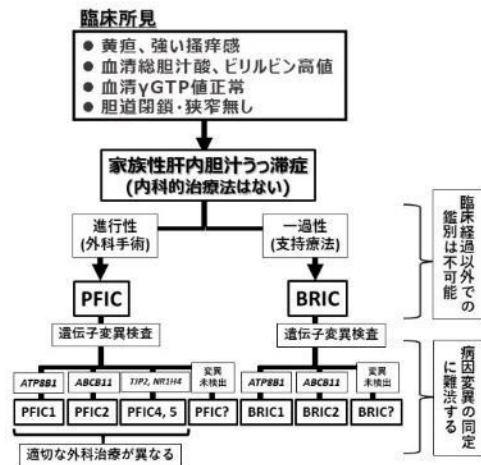 臨床所見
● 黄疸、強い掻痒感
● 血清総胆汁酸、ビリルビン高値
● 血清γGTP値正常
● 胆道閉鎖・狭窄無し
家族性肝内胆汁うっ滞症
(内科的治療法はない)
進行性
(外科手術)
一過性
(支持療法)
臨床経過以外での
鑑別は不可能
PFIC
BRIC
遺伝子変異検査
遺伝子変異検査
ATP8B1
ABCB11
TJP2, NR1H4
変異
未検出
ATP8B1
ABCB11
変異
未検出
PFIC1
PFIC2
PFIC4, 5
PFIC?
BRIC1
BRIC2
BRIC?
病因変異の同定
に難渋する
適切な外科治療が異なる